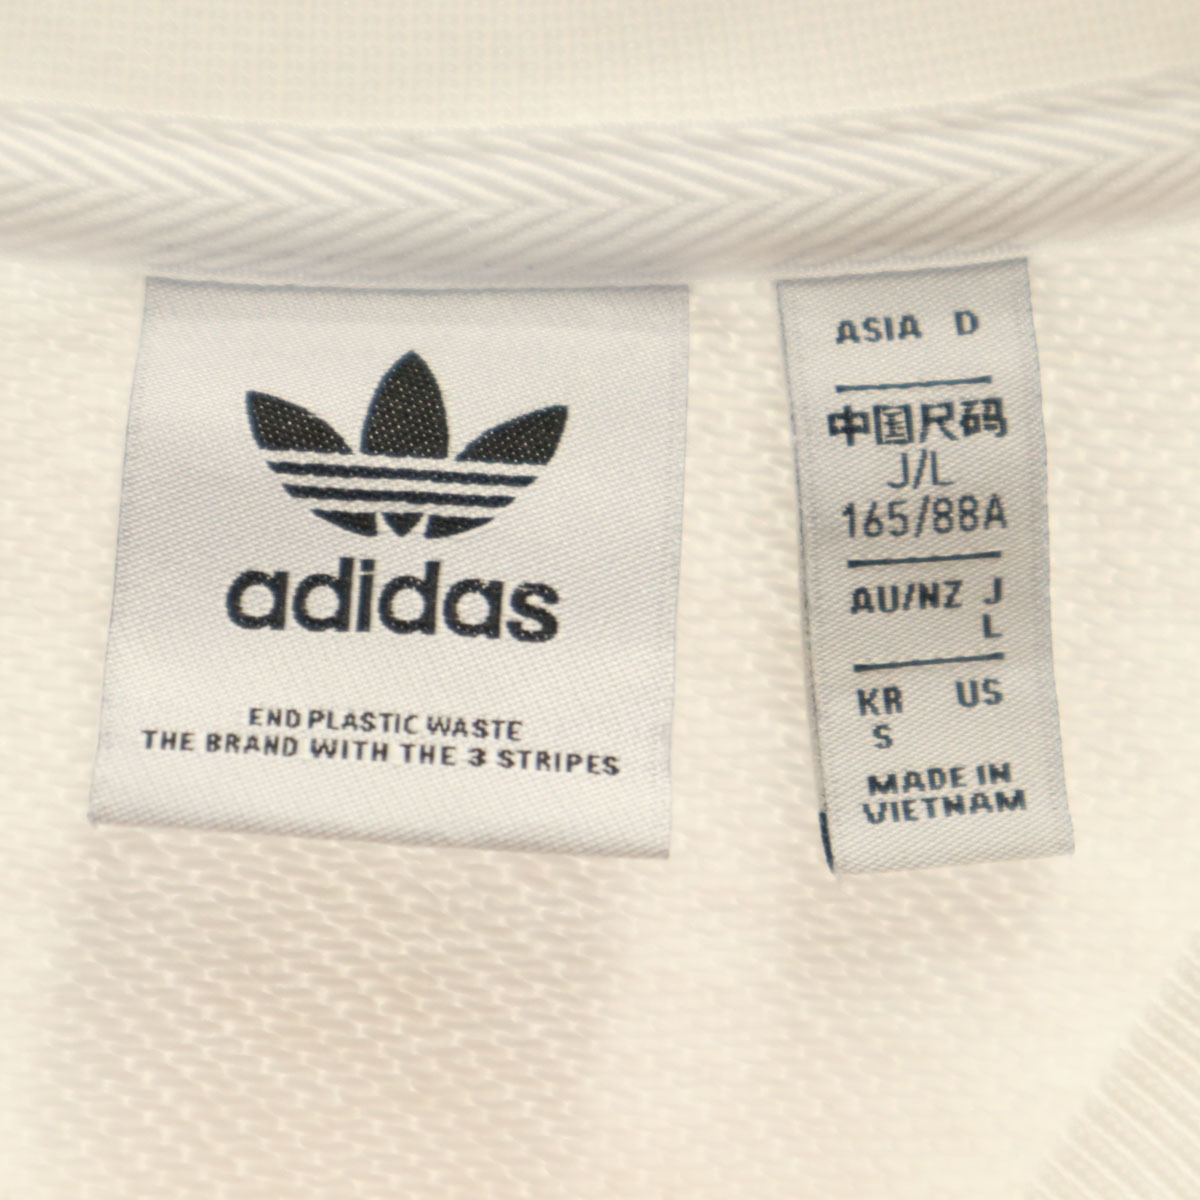 adidas
END PLASTIC WASTE
THE BRAND WITH THE 3 STRIPES
ASIA D
中国尺码
J/L
165/88A
AU/NZ J
L
KR US
S
MADE IN
VIETNAM